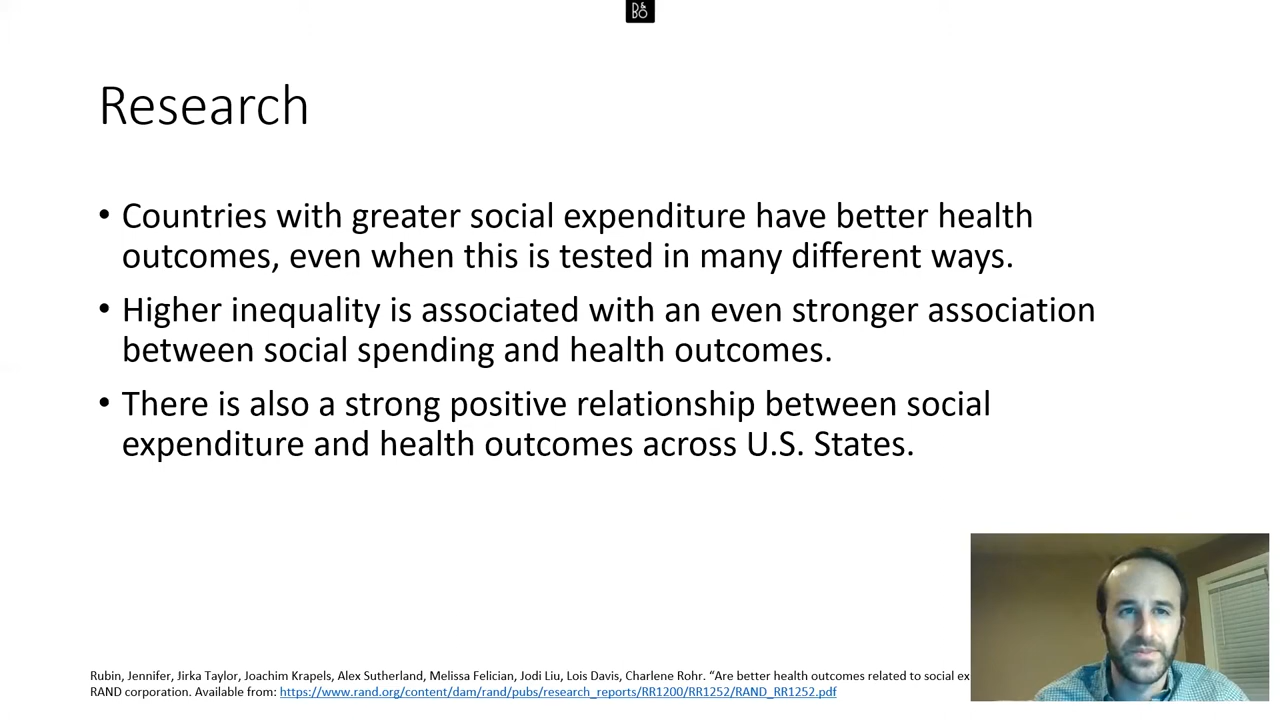 D&
BO
Research
• Countries with greater social expenditure have better health
outcomes, even when this is tested in many different ways.
• Higher inequality is associated with an even stronger association
between social spending and health outcomes.
• There is also a strong positive relationship between social
expenditure and health outcomes across U.S. States.
Rubin, Jennifer, Jirka Taylor, Joachim Krapels, Alex Sutherland, Melissa Felician, Jodi Liu, Lois Davis, Charlene Rohr. “Are better health outcomes related to social ex
RAND corporation. Available from: https://www.rand.org/content/dam/rand/pubs/research_reports/RR1200/RR1252/RAND_RR1252.pdf